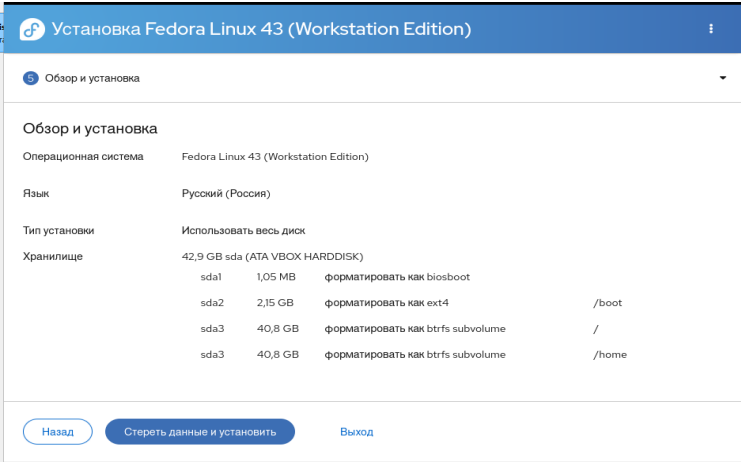 Установка Fedora Linux 43 (Workstation Edition)
5 Обзор и установка
Обзор и установка
Операционная система Fedora Linux 43 (Workstation Edition)
Язык Русский (Россия)
Тип установки Использовать весь диск
Хранилище 42,9 GB sda (ATA VBOX HARDDISK)
sda1 1,05 MB форматировать как biosboot
sda2 2,15 GB форматировать как ext4 /boot
sda3 40,8 GB форматировать как btrfs subvolume /
sda3 40,8 GB форматировать как btrfs subvolume /home
Назад Стереть данные и установить Выход